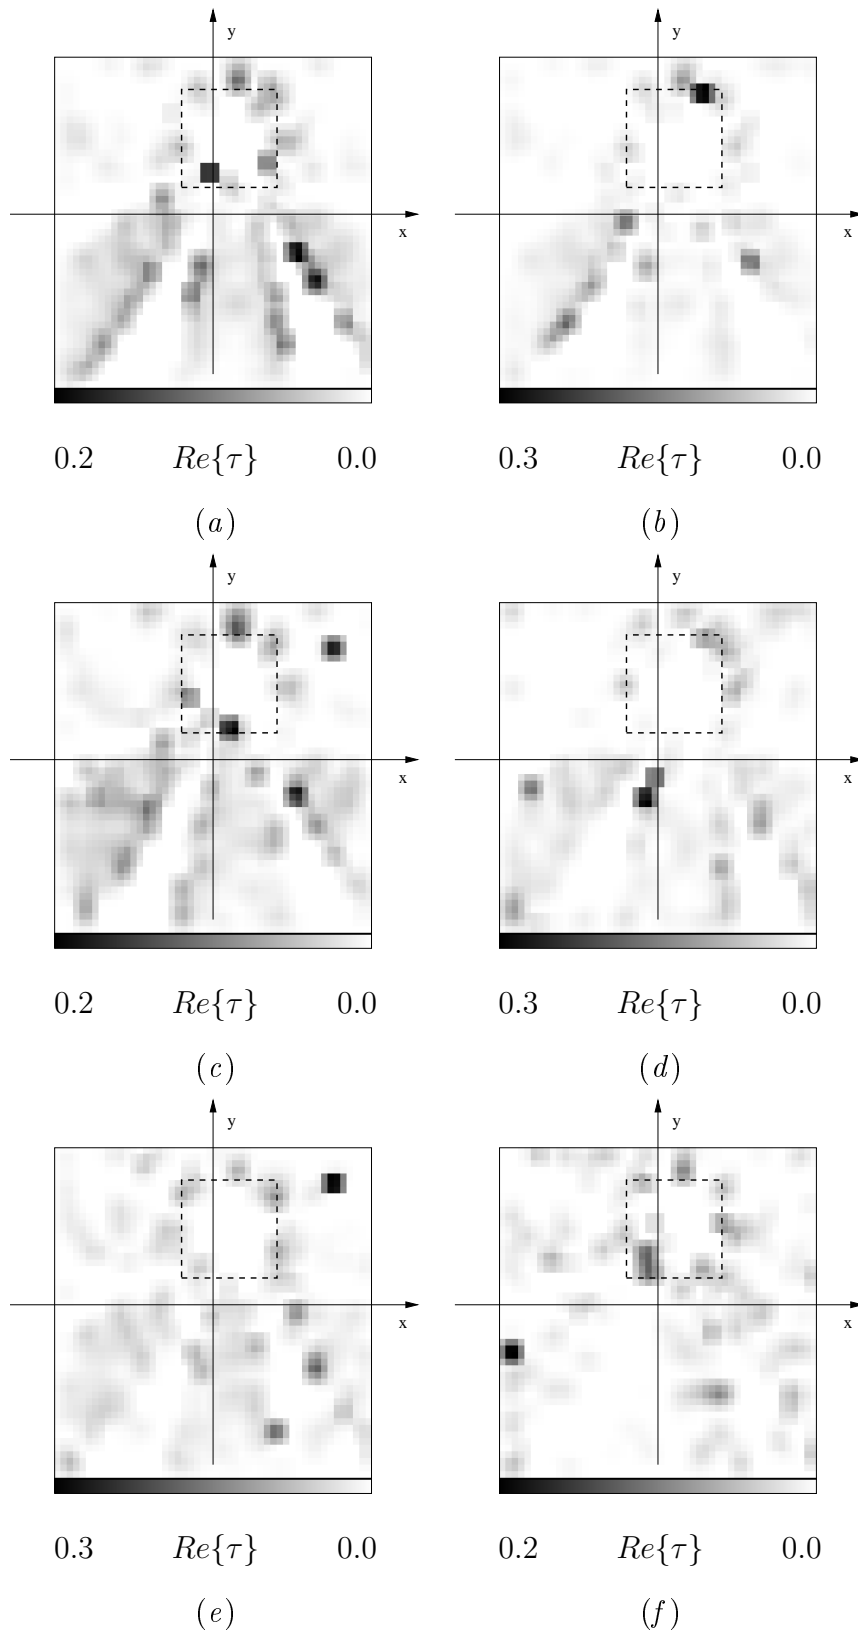 y y
x x
0.2 Re{τ} 0.0 0.3 Re{τ} 0.0
(a) (b)
y y
x x
0.2 Re{τ} 0.0 0.3 Re{τ} 0.0
(c) (d)
y y
x x
0.3 Re{τ} 0.0 0.2 Re{τ} 0.0
(e) (f)